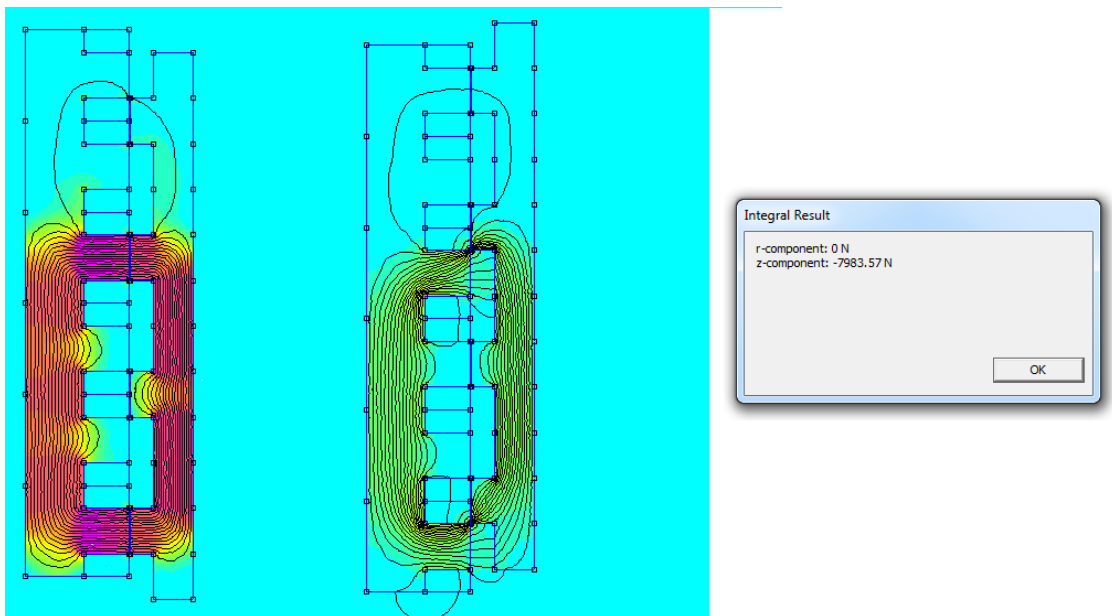 Integral Result
r-component: 0 N
z-component: -7983.57 N
OK